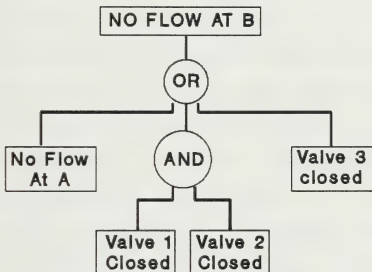 NO FLOW AT B
OR
No Flow
At A
AND
Valve 3
closed
Valve 1
Closed
Valve 2
Closed